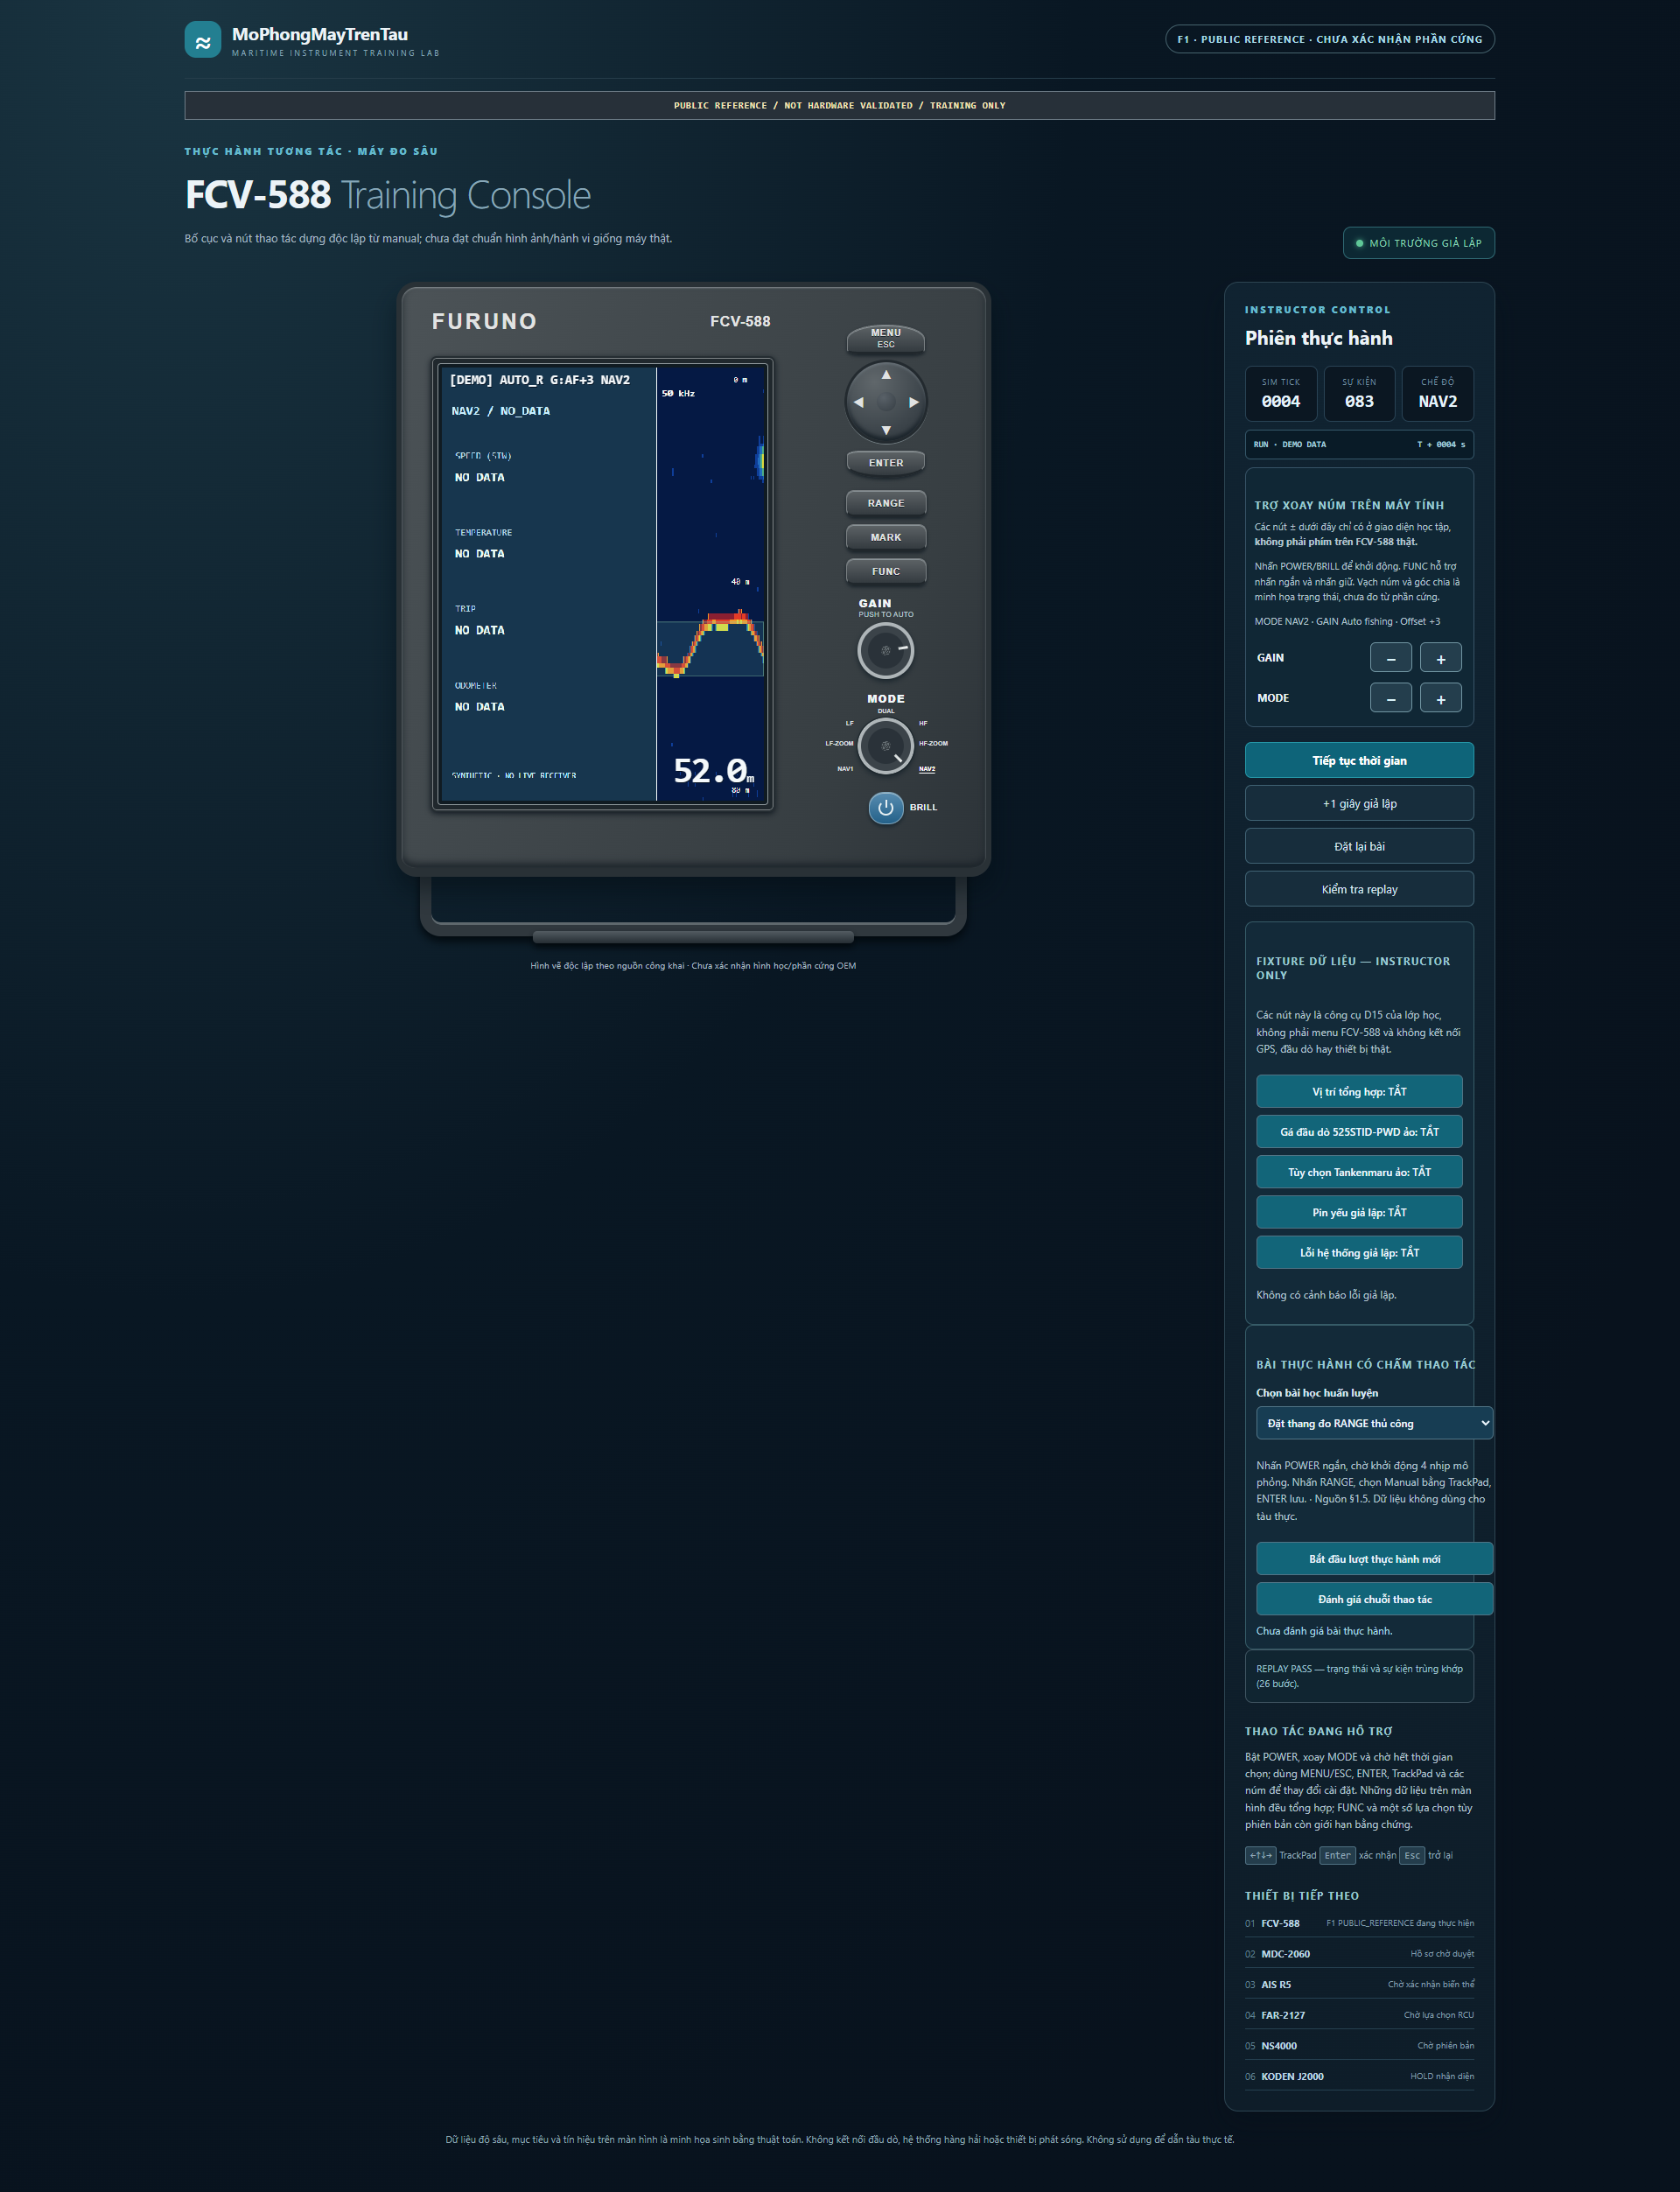 ≈ MoPhongMayTrenTau
MARITIME INSTRUMENT TRAINING LAB
F1 · PUBLIC REFERENCE · CHƯA XÁC NHẬN PHẦN CỨNG
PUBLIC REFERENCE / NOT HARDWARE VALIDATED / TRAINING ONLY
THỰC HÀNH TƯƠNG TÁC · MÁY ĐO SÂU
FCV-588 Training Console
Bố cục và nút thao tác dựng độc lập từ manual; chưa đạt chuẩn hình ảnh/hành vi giống máy thật.
MÔI TRƯỜNG GIẢ LẬP
FURUNO
FCV-588
[DEMO] AUTO_R G:AF+3 NAV2
0 m
50 kHz
NAV2 / NO_DATA
SPEED (STW)
NO DATA
TEMPERATURE
NO DATA
40 m
TRIP
NO DATA
ODOMETER
NO DATA
SYNTHETIC · NO LIVE RECEIVER
52.0m
80 m
MENU
ESC
▲
◀ ▶
▼
ENTER
RANGE
MARK
FUNC
GAIN
PUSH TO AUTO
MODE
DUAL
LF HF
LF-ZOOM HF-ZOOM
NAV1 NAV2
BRILL
Hình vẽ độc lập theo nguồn công khai · Chưa xác nhận hình học/phần cứng OEM
INSTRUCTOR CONTROL
Phiên thực hành
SIM TICK
0004
SỰ KIỆN
083
CHẾ ĐỘ
NAV2
RUN · DEMO DATA T + 0004 s
TRỢ XOAY NÚM TRÊN MÁY TÍNH
Các nút ± dưới đây chỉ có ở giao diện học tập,
không phải phím trên FCV-588 thật.
Nhấn POWER/BRILL để khởi động. FUNC hỗ trợ
nhấn ngắn và nhấn giữ. Vạch núm và góc chia là
minh họa trạng thái, chưa đo từ phần cứng.
MODE NAV2 · GAIN Auto fishing · Offset +3
GAIN − +
MODE − +
Tiếp tục thời gian
+1 giây giả lập
Đặt lại bài
Kiểm tra replay
FIXTURE DỮ LIỆU — INSTRUCTOR
ONLY
Các nút này là công cụ D15 của lớp học,
không phải menu FCV-588 và không kết nối
GPS, đầu dò hay thiết bị thật.
Vị trí tổng hợp: TẮT
Gá đầu dò 525STID-PWD ảo: TẮT
Tùy chọn Tankenmaru ảo: TẮT
Pin yếu giả lập: TẮT
Lỗi hệ thống giả lập: TẮT
Không có cảnh báo lỗi giả lập.
BÀI THỰC HÀNH CÓ CHẤM THAO TÁC
Chọn bài học huấn luyện
Đặt thang đo RANGE thủ công
Nhấn POWER ngắn, chờ khởi động 4 nhịp mô
phỏng. Nhấn RANGE, chọn Manual bằng TrackPad,
ENTER lưu. · Nguồn §1.5. Dữ liệu không dùng cho
tàu thực.
Bắt đầu lượt thực hành mới
Đánh giá chuỗi thao tác
Chưa đánh giá bài thực hành.
REPLAY PASS — trạng thái và sự kiện trùng khớp
(26 bước).
THAO TÁC ĐANG HỖ TRỢ
Bật POWER, xoay MODE và chờ hết thời gian
chọn; dùng MENU/ESC, ENTER, TrackPad và các
núm để thay đổi cài đặt. Những dữ liệu trên màn
hình đều tổng hợp; FUNC và một số lựa chọn tùy
phiên bản còn giới hạn bằng chứng.
←↑↓→ TrackPad Enter xác nhận Esc trở lại
THIẾT BỊ TIẾP THEO
01 FCV-588 F1 PUBLIC_REFERENCE đang thực hiện
02 MDC-2060 Hồ sơ chờ duyệt
03 AIS R5 Chờ xác nhận biến thể
04 FAR-2127 Chờ lựa chọn RCU
05 NS4000 Chờ phiên bản
06 KODEN J2000 HOLD nhận diện
Dữ liệu độ sâu, mục tiêu và tín hiệu trên màn hình là minh họa sinh bằng thuật toán. Không kết nối đầu dò, hệ thống hàng hải hoặc thiết bị phát sóng. Không sử dụng để dẫn tàu thực tế.